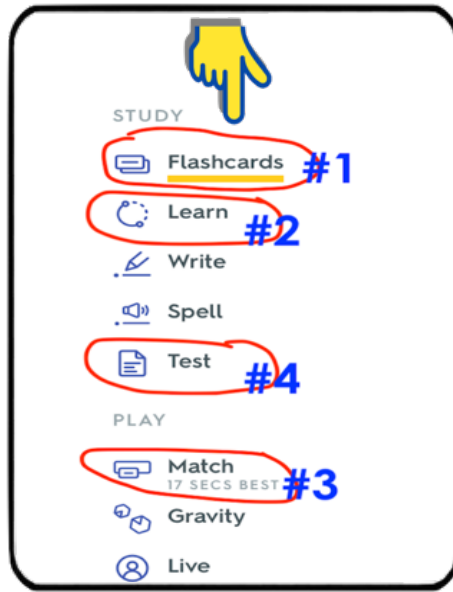 STUDY
Flashcards #1
Learn #2
Write
Spell
Test #4
PLAY
Match
17 SECS BEST #3
Gravity
Live